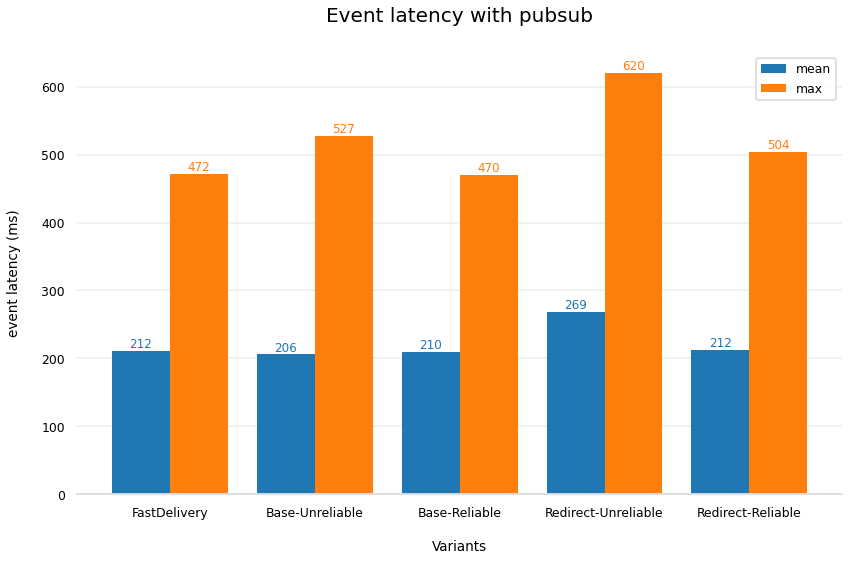 Event latency with pubsub
mean
max
event latency (ms)
600
500
400
300
200
100
0
212
472
206
527
210
470
269
620
212
504
FastDelivery
Base-Unreliable
Base-Reliable
Redirect-Unreliable
Redirect-Reliable
Variants